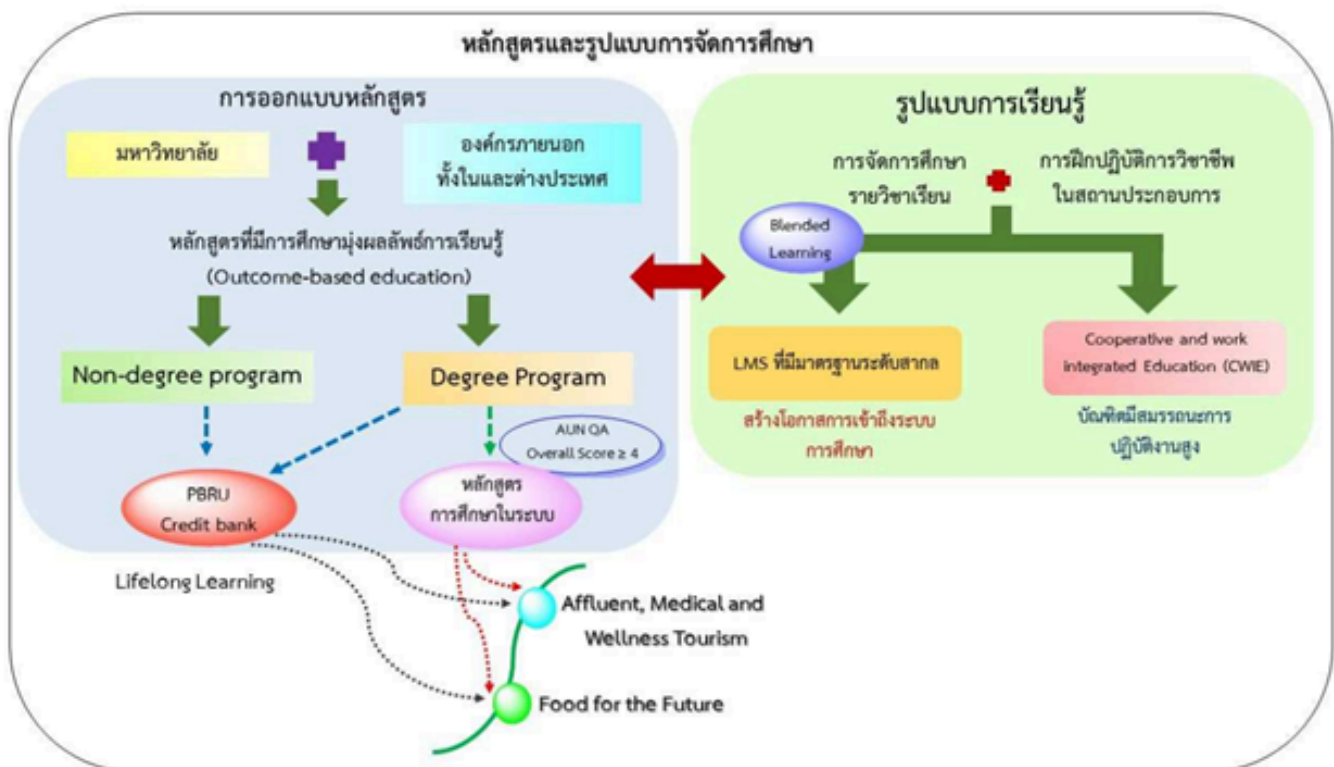 หลักสูตรและรูปแบบการจัดการศึกษา
การออกแบบหลักสูตร
มหาวิทยาลัย
องค์กรภายนอก
ทั้งในและต่างประเทศ
หลักสูตรที่มีการศึกษามุ่งผลลัพธ์การเรียนรู้
(Outcome-based education)
Non-degree program
Degree Program
AUN QA
Overall Score ≥ 4
PBRU
Credit bank
หลักสูตร
การศึกษาในระบบ
Lifelong Learning
Affluent, Medical and
Wellness Tourism
Food for the Future
รูปแบบการเรียนรู้
การจัดการศึกษา
รายวิชาเรียน
การฝึกปฏิบัติการวิชาชีพ
ในสถานประกอบการ
Blended
Learning
LMS ที่มีมาตรฐานระดับสากล
สร้างโอกาสการเข้าถึงระบบ
การศึกษา
Cooperative and work
integrated Education (CWIE)
บัณฑิตมีสมรรถนะการ
ปฏิบัติงานสูง